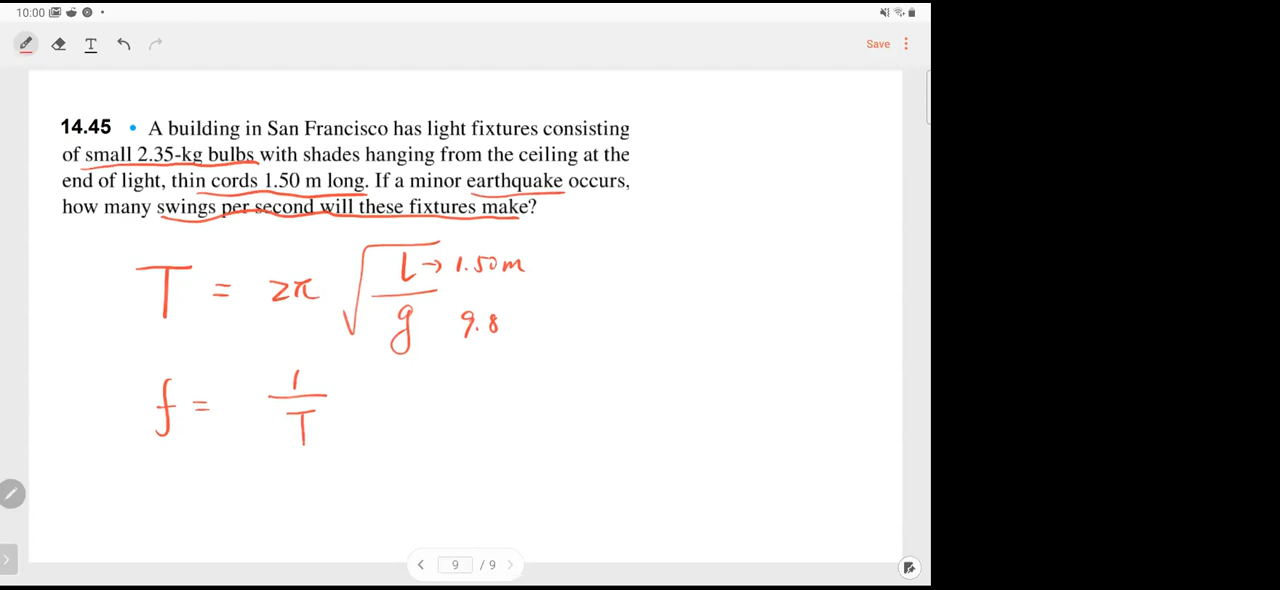 10:00
Save
14.45 • A building in San Francisco has light fixtures consisting
of small 2.35-kg bulbs with shades hanging from the ceiling at the
end of light, thin cords 1.50 m long. If a minor earthquake occurs,
how many swings per second will these fixtures make?
T = 2π √(l/g) → 1.50m
9.8
f = 1/T
9 / 9